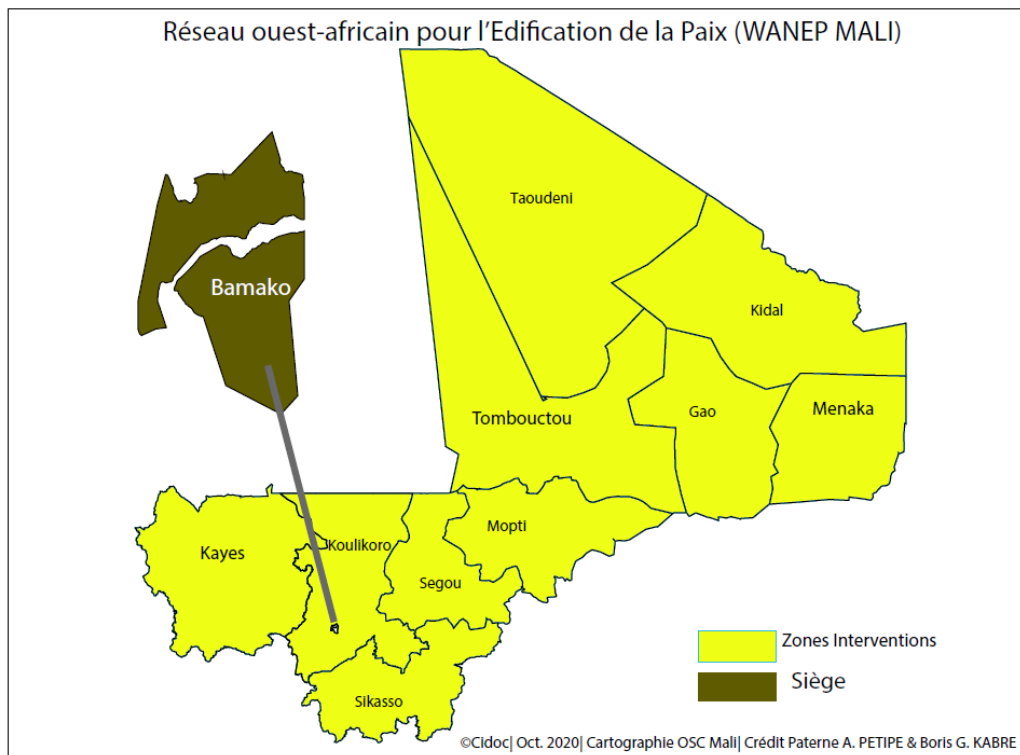 Réseau ouest-africain pour l'Edification de la Paix (WANEP MALI)
Taoudeni
Bamako
Kidal
Tombouctou
Gao
Menaka
Mopti
Koulikoro
Kayes
Segou
Zones Interventions
Siège
Sikasso
©Cidoc| Oct. 2020| Cartographie OSC Mali| Crédit Paterne A. PETIPE & Boris G. KABRE